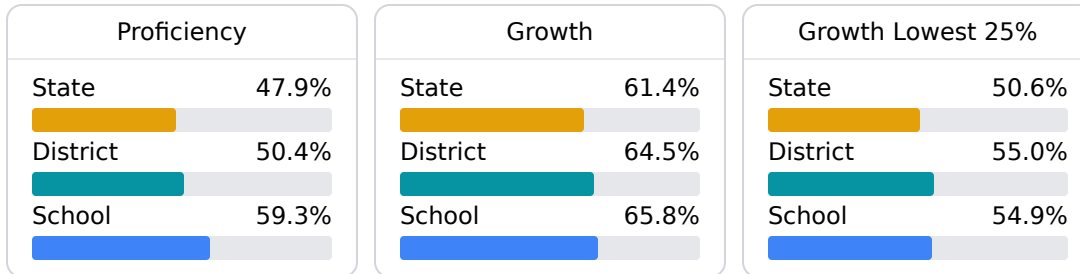 Proficiency
State 47.9%
District 50.4%
School 59.3%
Growth
State 61.4%
District 64.5%
School 65.8%
Growth Lowest 25%
State 50.6%
District 55.0%
School 54.9%